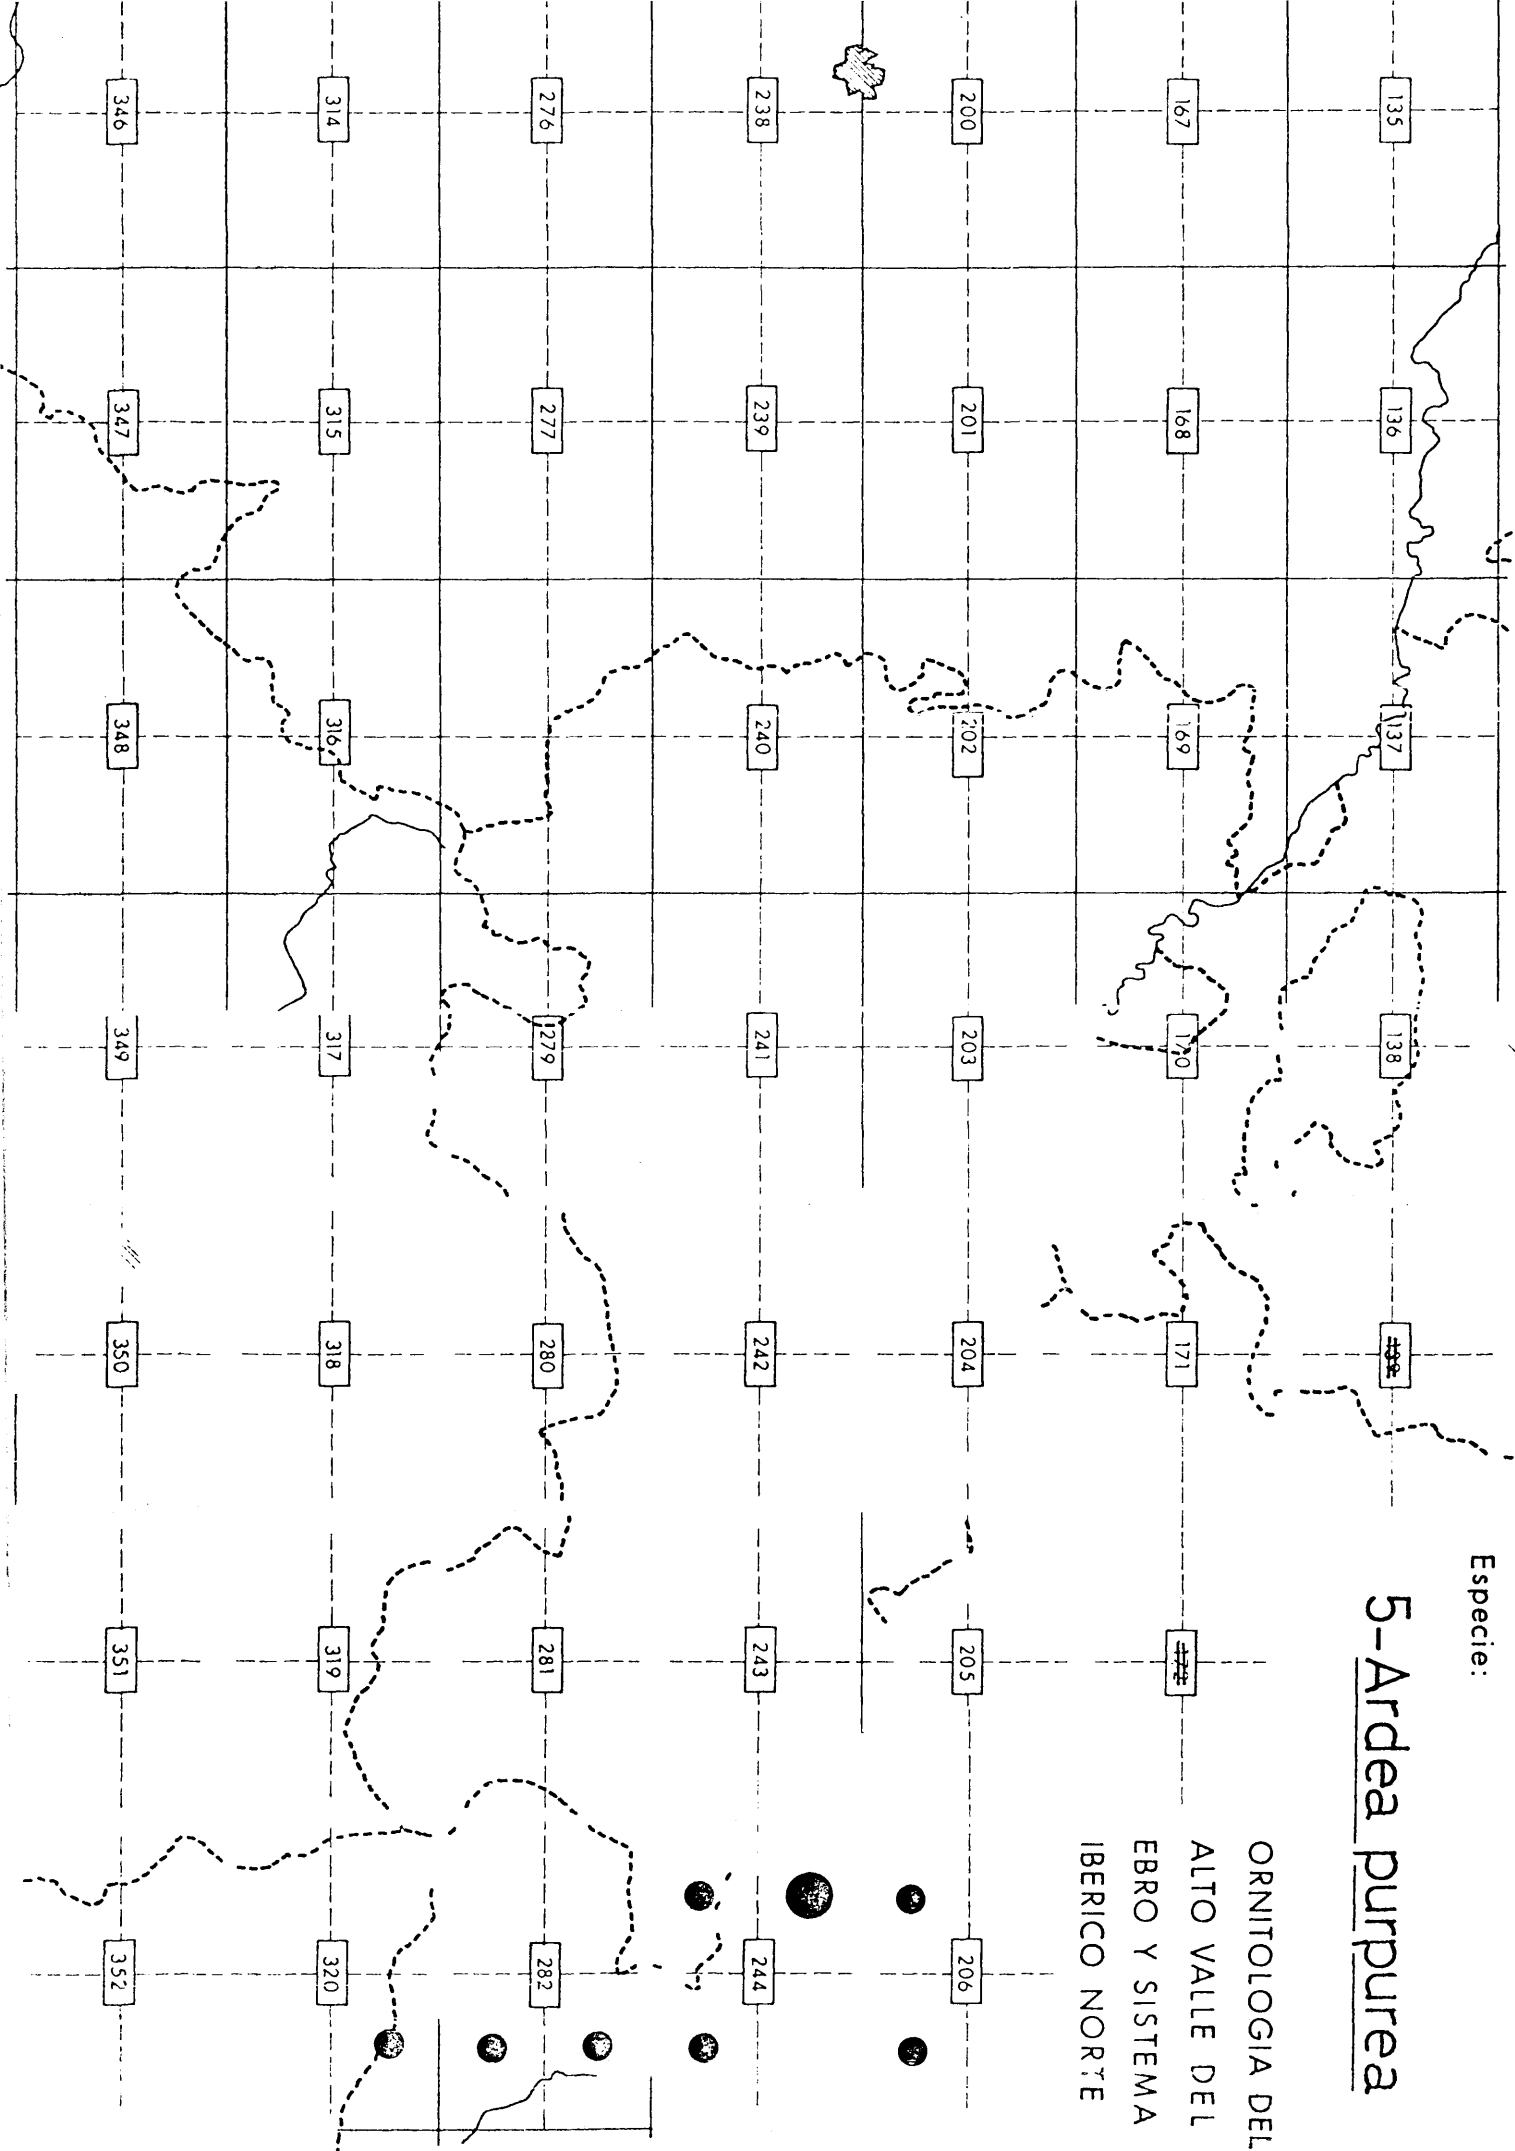 Especie:
5-Ardea purpurea
ORNITOLOGIA DEL
ALTO VALLE DEL
EBRO Y SISTEMA
IBERICO NORTE
135 136 137 138 139
167 168 169 170 171 172
200 201 202 203 204 205 206
238 239 240 241 242 243 244
276 277 279 280 281 282
314 315 316 317 318 319 320
346 347 348 349 350 351 352